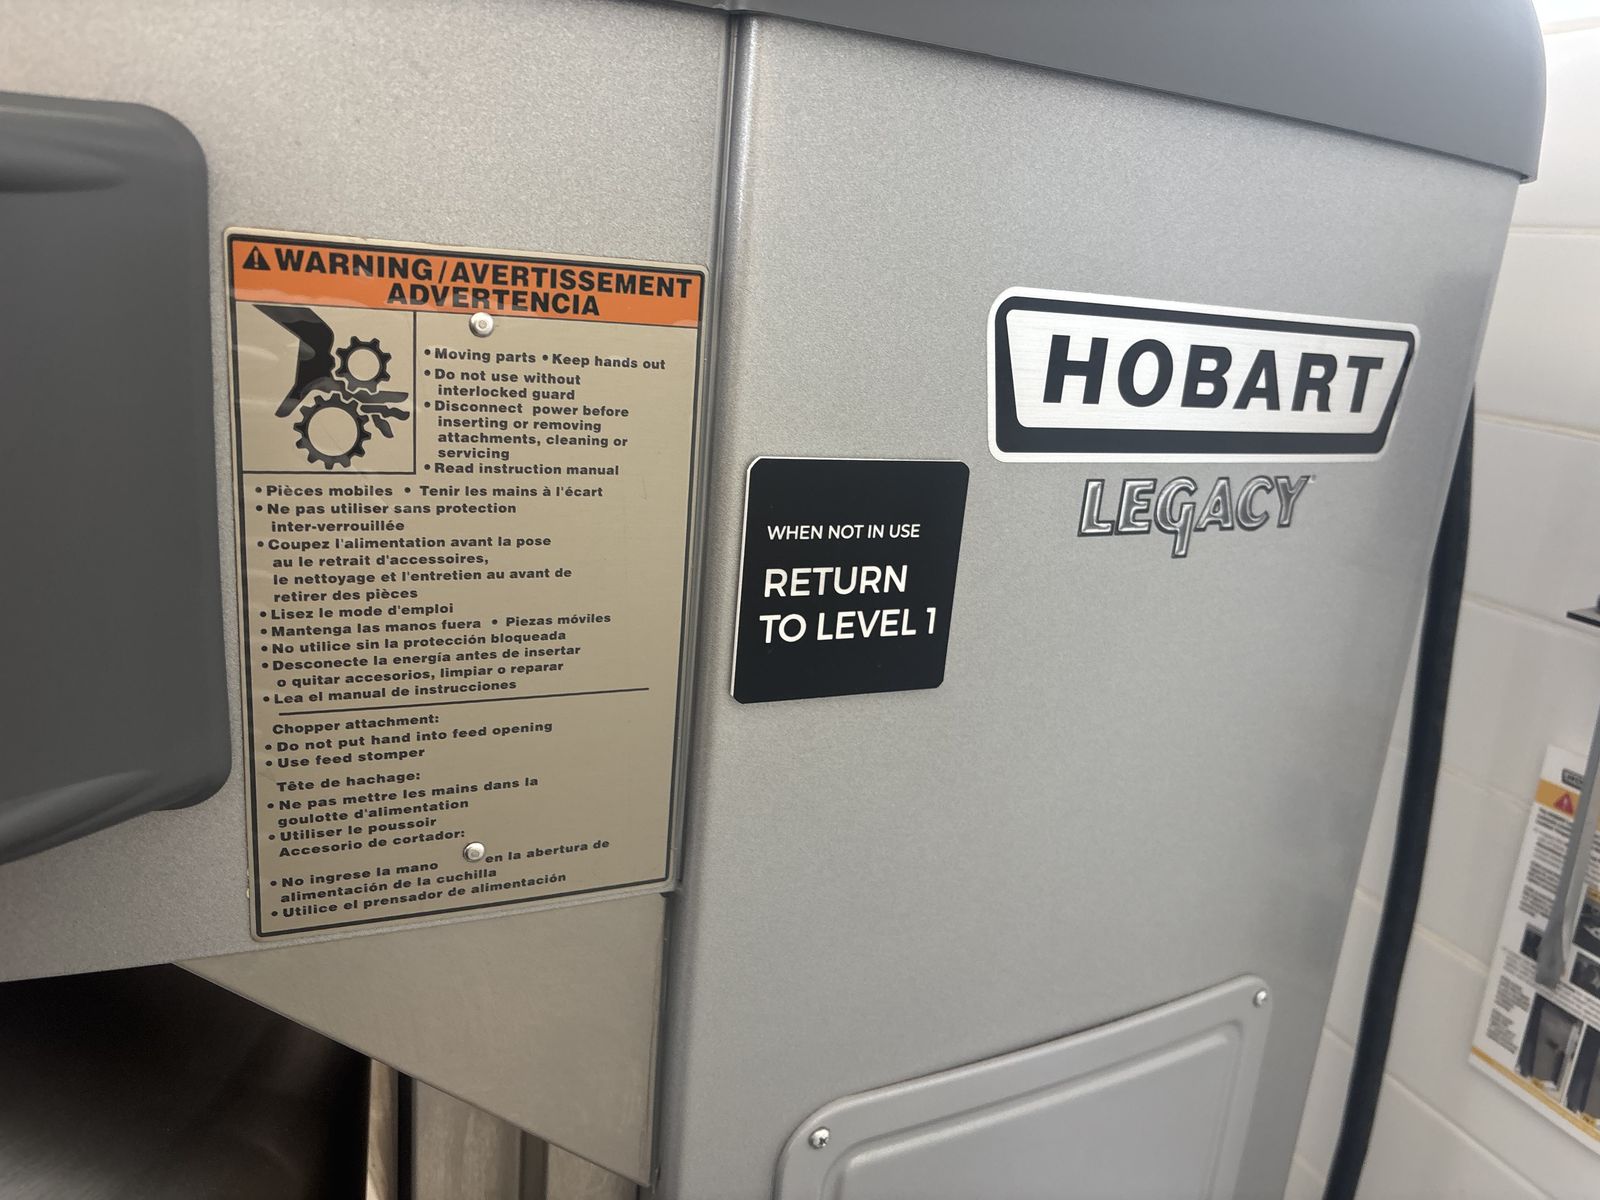 WARNING/AVERTISSEMENT
ADVERTENCIA
• Moving parts • Keep hands out
• Do not use without
interlocked guard
• Disconnect power before
inserting or removing
attachments, cleaning or
servicing
• Read instruction manual
• Pièces mobiles • Tenir les mains à l'écart
• Ne pas utiliser sans protection
inter-verrouillée
• Coupez l'alimentation avant la pose
au le retrait d'accessoires,
le nettoyage et l'entretien au avant de
retirer des pièces
• Lisez le mode d'emploi
• Mantenga las manos fuera • Piezas móviles
• No utilice sin la protección bloqueada
• Desconecte la energía antes de insertar
o quitar accesorios, limpiar o reparar
• Lea el manual de instrucciones
Chopper attachment:
• Do not put hand into feed opening
• Use feed stomper
Tête de hachage:
• Ne pas mettre les mains dans la
goulotte d'alimentation
• Utiliser le poussoir
Accesorio de cortador:
• No ingrese la mano en la abertura de
alimentación de la cuchilla
• Utilice el prensador de alimentación
WHEN NOT IN USE
RETURN
TO LEVEL 1
HOBART
LEGACY